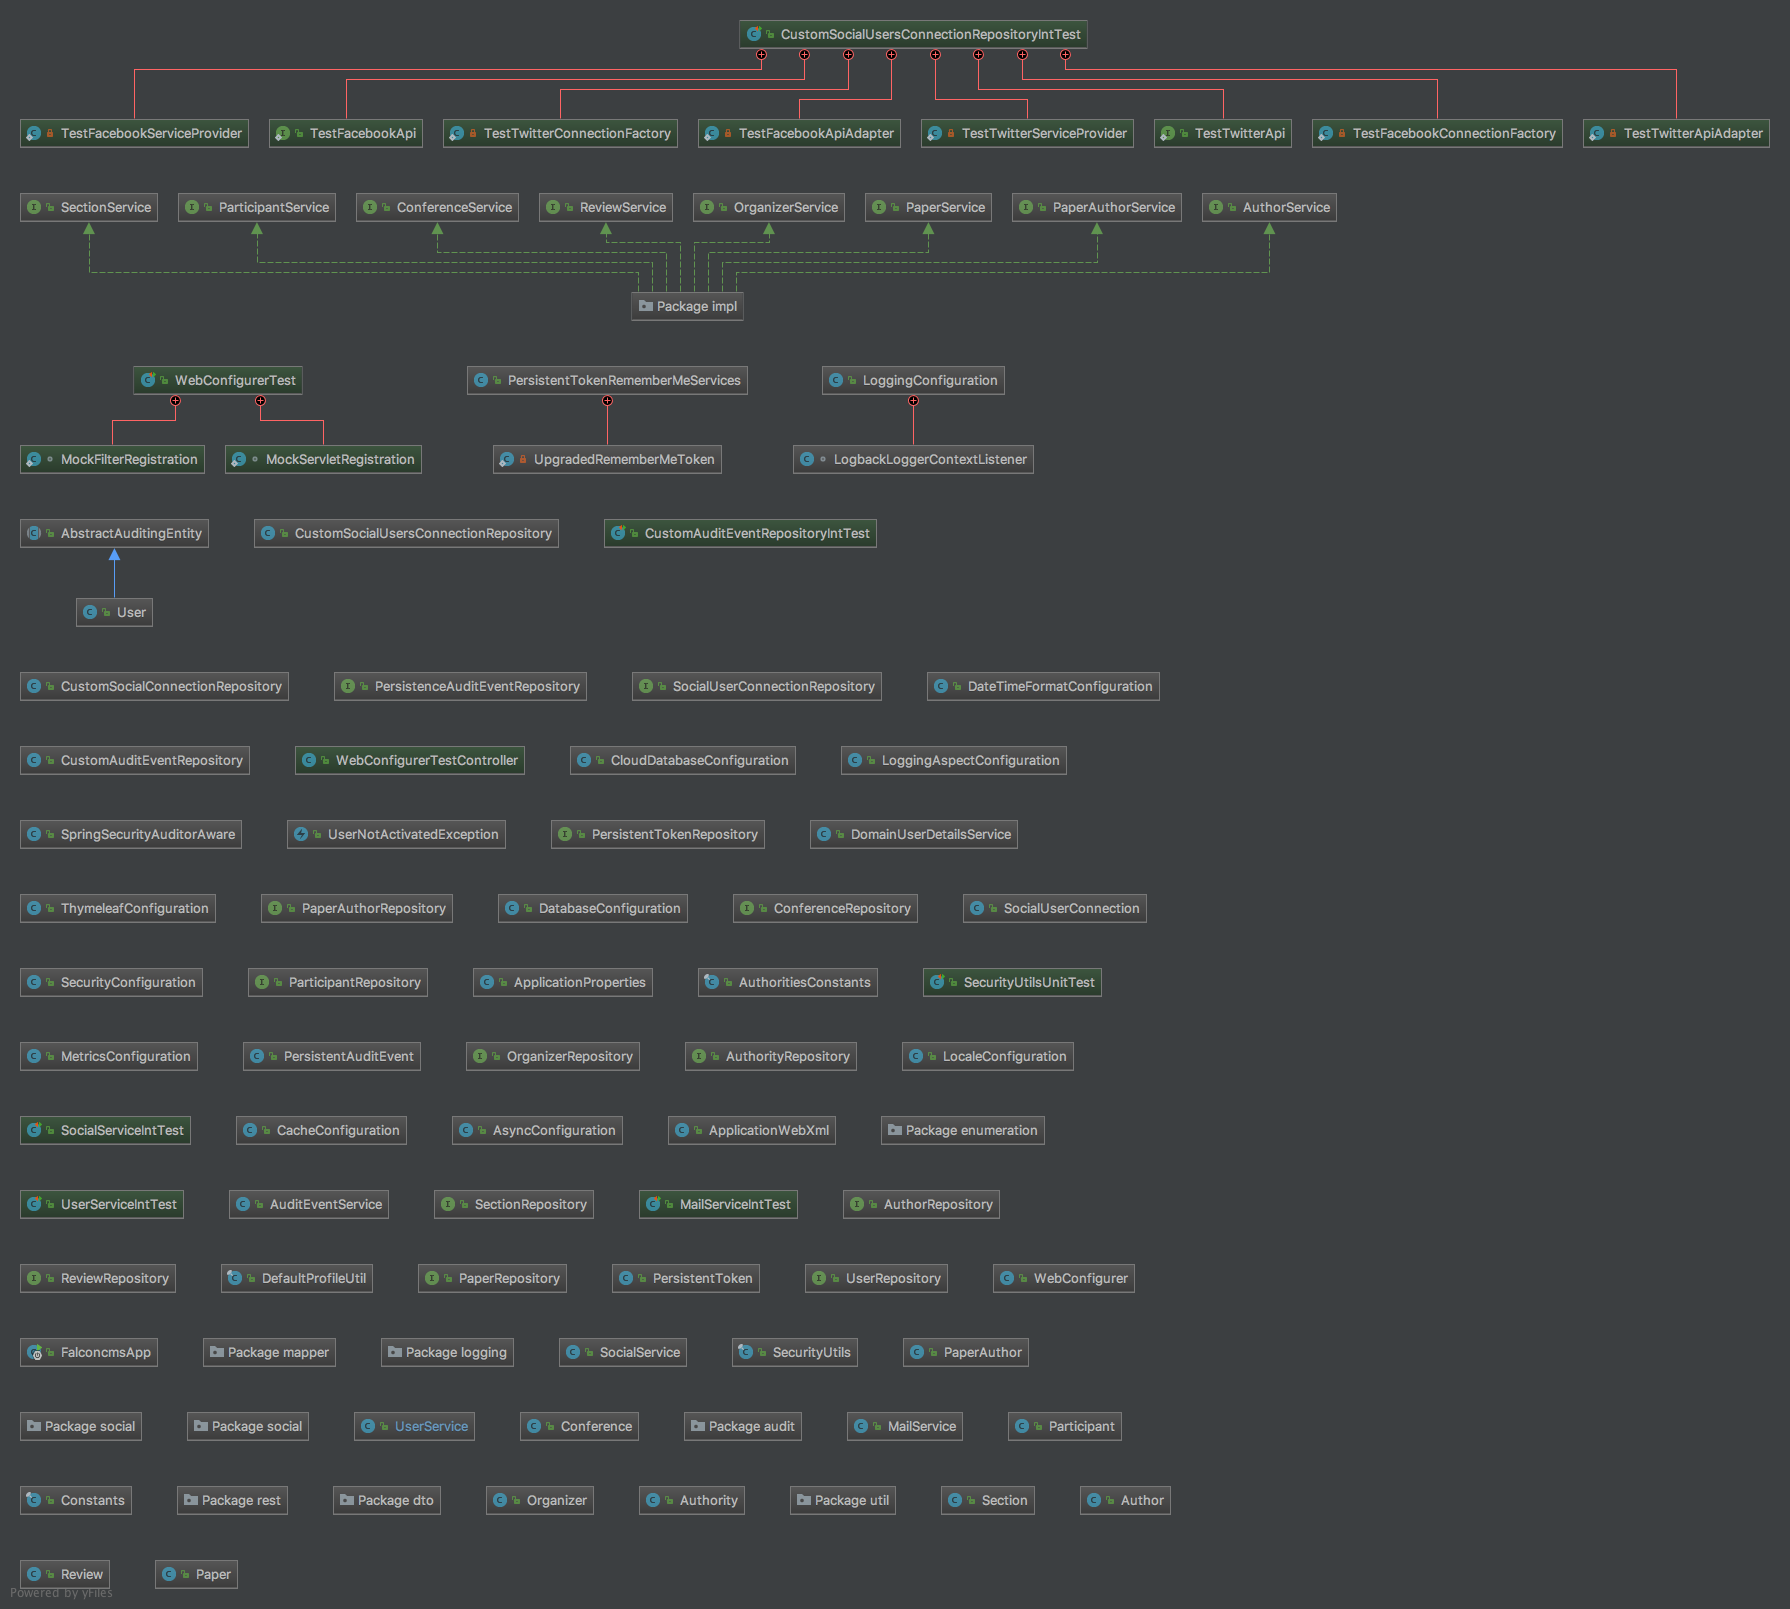 CustomSocialUsersConnectionRepositoryIntTest
TestFacebookServiceProvider TestFacebookApi TestTwitterConnectionFactory TestFacebookApiAdapter TestTwitterServiceProvider TestTwitterApi TestFacebookConnectionFactory TestTwitterApiAdapter
SectionService ParticipantService ConferenceService ReviewService OrganizerService PaperService PaperAuthorService AuthorService
Package impl
WebConfigurerTest PersistentTokenRememberMeServices LoggingConfiguration
MockFilterRegistration MockServletRegistration UpgradedRememberMeToken LogbackLoggerContextListener
AbstractAuditingEntity CustomSocialUsersConnectionRepository CustomAuditEventRepositoryIntTest
User
CustomSocialConnectionRepository PersistenceAuditEventRepository SocialUserConnectionRepository DateTimeFormatConfiguration
CustomAuditEventRepository WebConfigurerTestController CloudDatabaseConfiguration LoggingAspectConfiguration
SpringSecurityAuditorAware UserNotActivatedException PersistentTokenRepository DomainUserDetailsService
ThymeleafConfiguration PaperAuthorRepository DatabaseConfiguration ConferenceRepository SocialUserConnection
SecurityConfiguration ParticipantRepository ApplicationProperties AuthoritiesConstants SecurityUtilsUnitTest
MetricsConfiguration PersistentAuditEvent OrganizerRepository AuthorityRepository LocaleConfiguration
SocialServiceIntTest CacheConfiguration AsyncConfiguration ApplicationWebXml Package enumeration
UserServiceIntTest AuditEventService SectionRepository MailServiceIntTest AuthorRepository
ReviewRepository DefaultProfileUtil PaperRepository PersistentToken UserRepository WebConfigurer
FalconcmsApp Package mapper Package logging SocialService SecurityUtils PaperAuthor
Package social Package social UserService Conference Package audit MailService Participant
Constants Package rest Package dto Organizer Authority Package util Section Author
Review Paper
Powered by yFiles